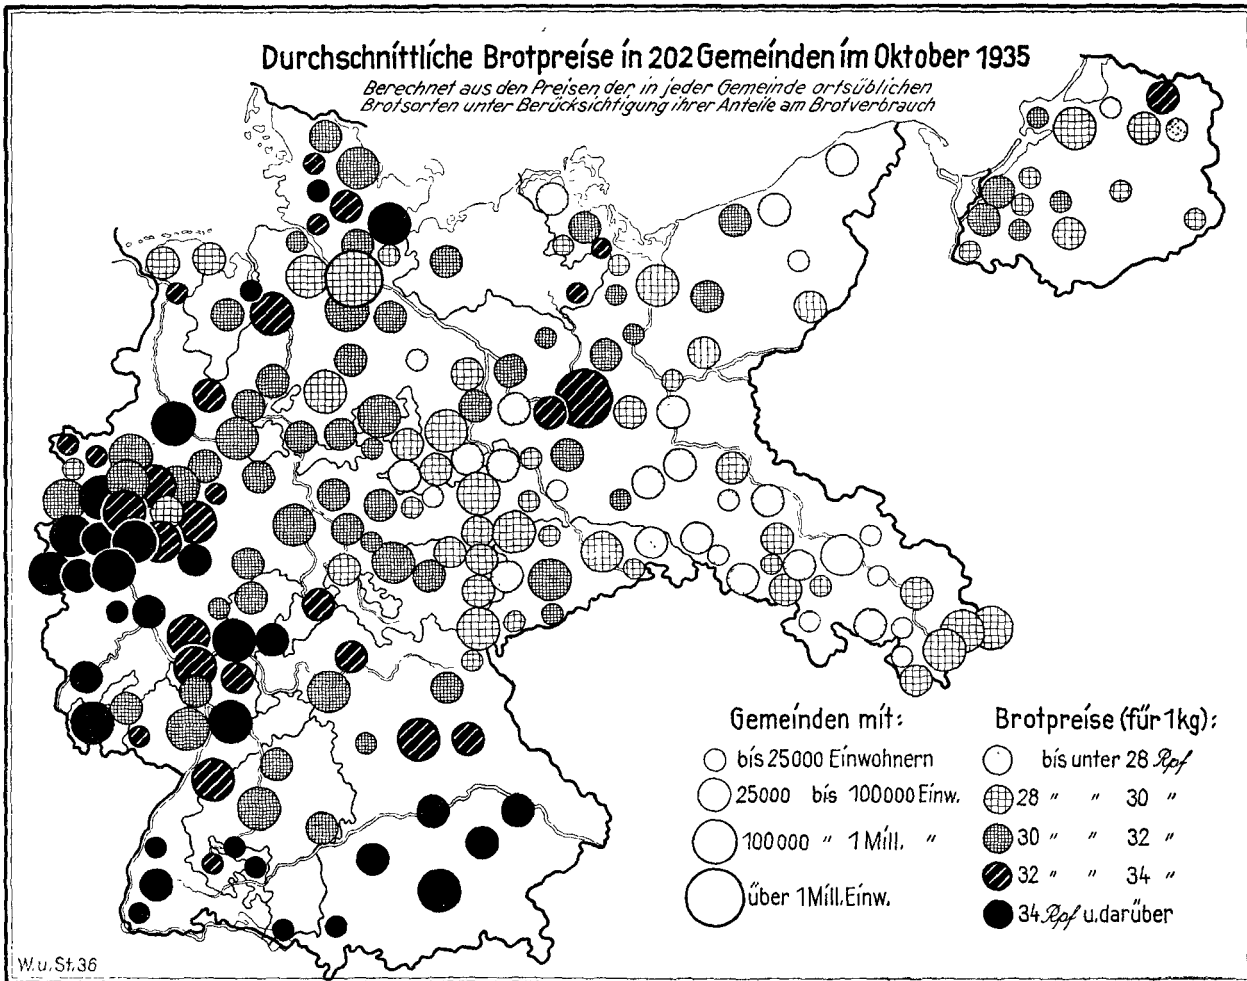 Durchschnittliche Brotpreise in 202 Gemeinden im Oktober 1935
Berechnet aus den Preisen der in jeder Gemeinde ortsüblichen
Brotsorten unter Berücksichtigung ihrer Anteile am Brotverbrauch
Gemeinden mit:
bis 25000 Einwohnern
25000 bis 100000 Einw.
100000 " 1 Mill. "
über 1 Mill. Einw.
Brotpreise (für 1kg):
bis unter 28 Rpf
28 " " 30 "
30 " " 32 "
32 " " 34 "
34 Rpf u. darüber
W.u.St.36